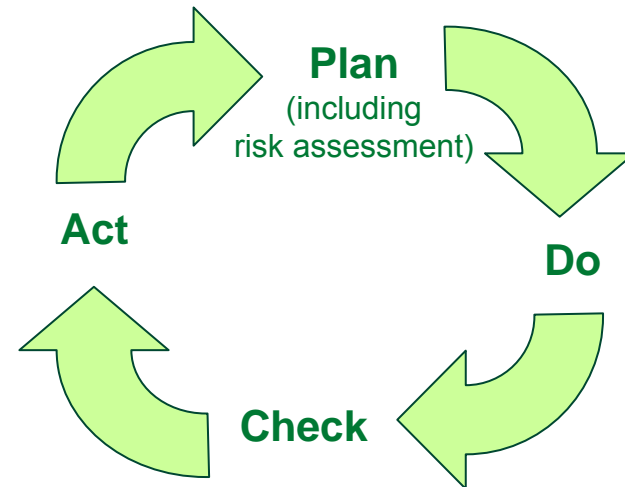 Plan
(including
risk assessment)
Do
Check
Act